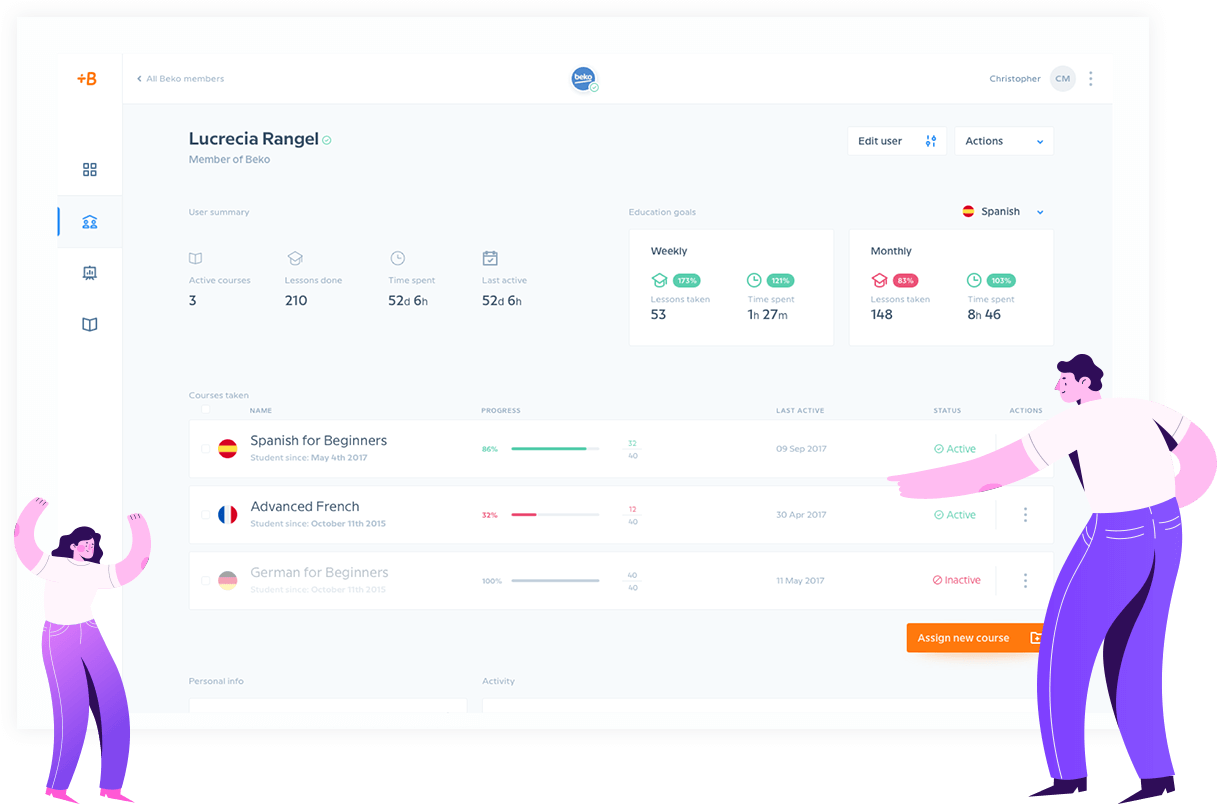 +B
All Beko members
beko
Christopher
CM
Lucrecia Rangel
Member of Beko
Edit user
Actions
User summary
Active courses
3
Lessons done
210
Time spent
52d 6h
Last active
52d 6h
Education goals
Spanish
Weekly
173%
Lessons taken
53
121%
Time spent
1h 27m
Monthly
83%
Lessons taken
148
103%
Time spent
8h 46
Courses taken
NAME PROGRESS LAST ACTIVE STATUS ACTIONS
Spanish for Beginners
Student since: May 4th 2017
86%
32
40
09 Sep 2017
Active
Advanced French
Student since: October 11th 2015
32%
12
40
30 Apr 2017
Active
German for Beginners
Student since: October 11th 2015
100%
40
40
11 May 2017
Inactive
Assign new course
Personal info
Activity